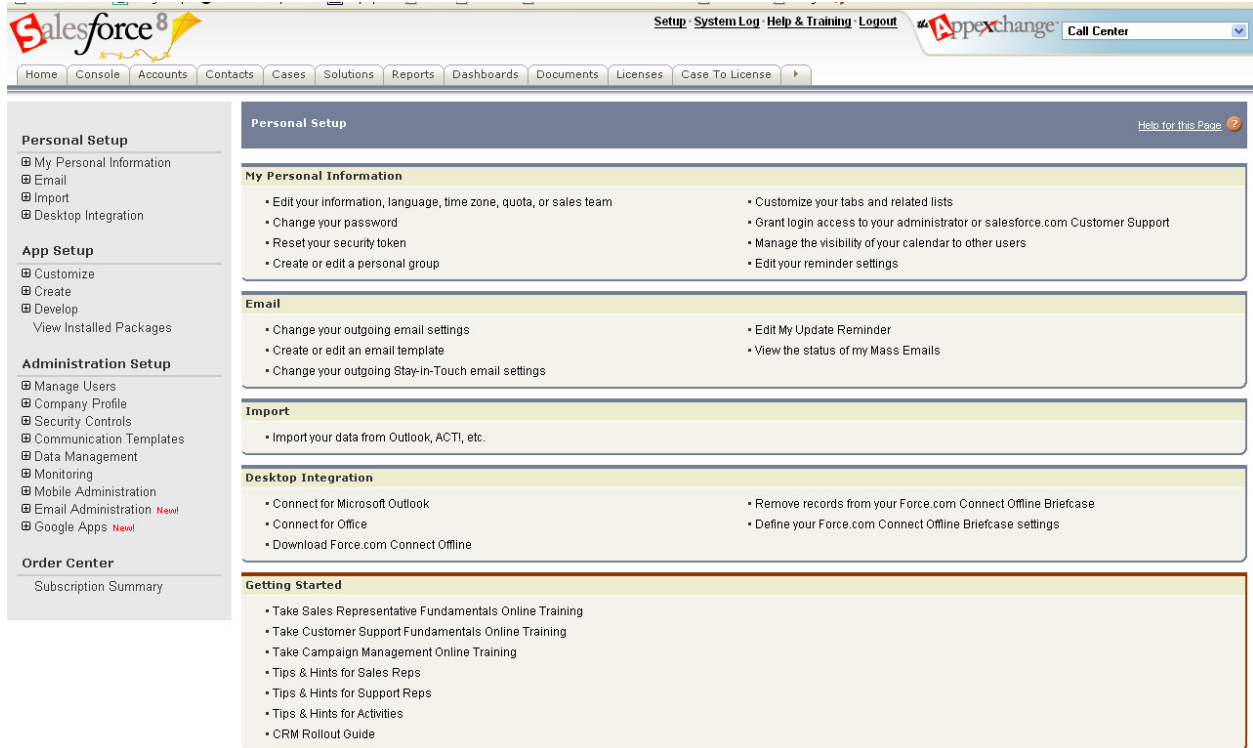 Salesforce 8
Setup · System Log · Help & Training · Logout
the Appexchange
Call Center
Home Console Accounts Contacts Cases Solutions Reports Dashboards Documents Licenses Case To License
Personal Setup
My Personal Information
Email
Import
Desktop Integration
App Setup
Customize
Create
Develop
View Installed Packages
Administration Setup
Manage Users
Company Profile
Security Controls
Communication Templates
Data Management
Monitoring
Mobile Administration
Email Administration New!
Google Apps New!
Order Center
Subscription Summary
Personal Setup
Help for this Page ?
My Personal Information
• Edit your information, language, time zone, quota, or sales team
• Change your password
• Reset your security token
• Create or edit a personal group
• Customize your tabs and related lists
• Grant login access to your administrator or salesforce.com Customer Support
• Manage the visibility of your calendar to other users
• Edit your reminder settings
Email
• Change your outgoing email settings
• Create or edit an email template
• Change your outgoing Stay-in-Touch email settings
• Edit My Update Reminder
• View the status of my Mass Emails
Import
• Import your data from Outlook, ACT!, etc.
Desktop Integration
• Connect for Microsoft Outlook
• Connect for Office
• Download Force.com Connect Offline
• Remove records from your Force.com Connect Offline Briefcase
• Define your Force.com Connect Offline Briefcase settings
Getting Started
• Take Sales Representative Fundamentals Online Training
• Take Customer Support Fundamentals Online Training
• Take Campaign Management Online Training
• Tips & Hints for Sales Reps
• Tips & Hints for Support Reps
• Tips & Hints for Activities
• CRM Rollout Guide